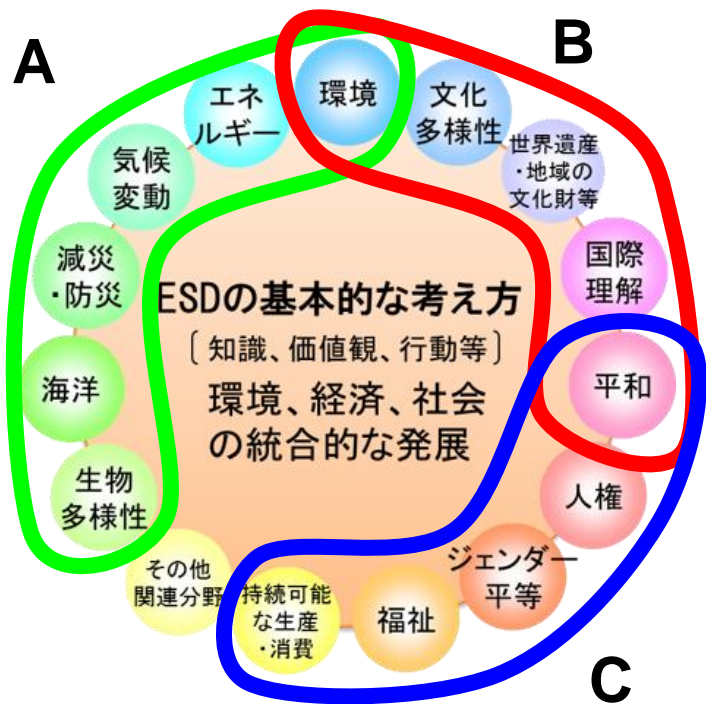 A
B
環境
文化
多様性
世界遺産
・地域の
文化財等
国際
理解
平和
人権
ジェンダー
平等
福祉
持続可能
な生産
・消費
その他
関連分野
生物
多様性
海洋
減災
・防災
気候
変動
エネ
ルギー
ESDの基本的な考え方
〔知識、価値観、行動等〕
環境、経済、社会
の統合的な発展
C